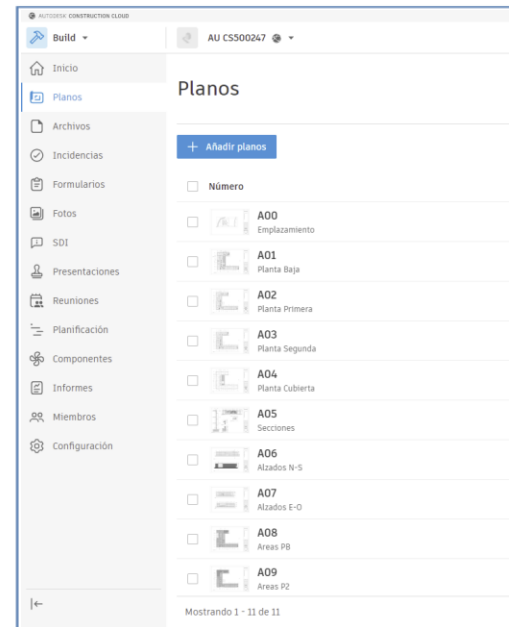 AUTODESK CONSTRUCTION CLOUD
Build
AU CS500247
Inicio
Planos
Archivos
Incidencias
Formularios
Fotos
SDI
Presentaciones
Reuniones
Planificación
Componentes
Informes
Miembros
Configuración
Planos
Añadir planos
Número
A00
Emplazamiento
A01
Planta Baja
A02
Planta Primera
A03
Planta Segunda
A04
Planta Cubierta
A05
Secciones
A06
Alzados N-S
A07
Alzados E-O
A08
Areas PB
A09
Areas P2
Mostrando 1 - 11 de 11